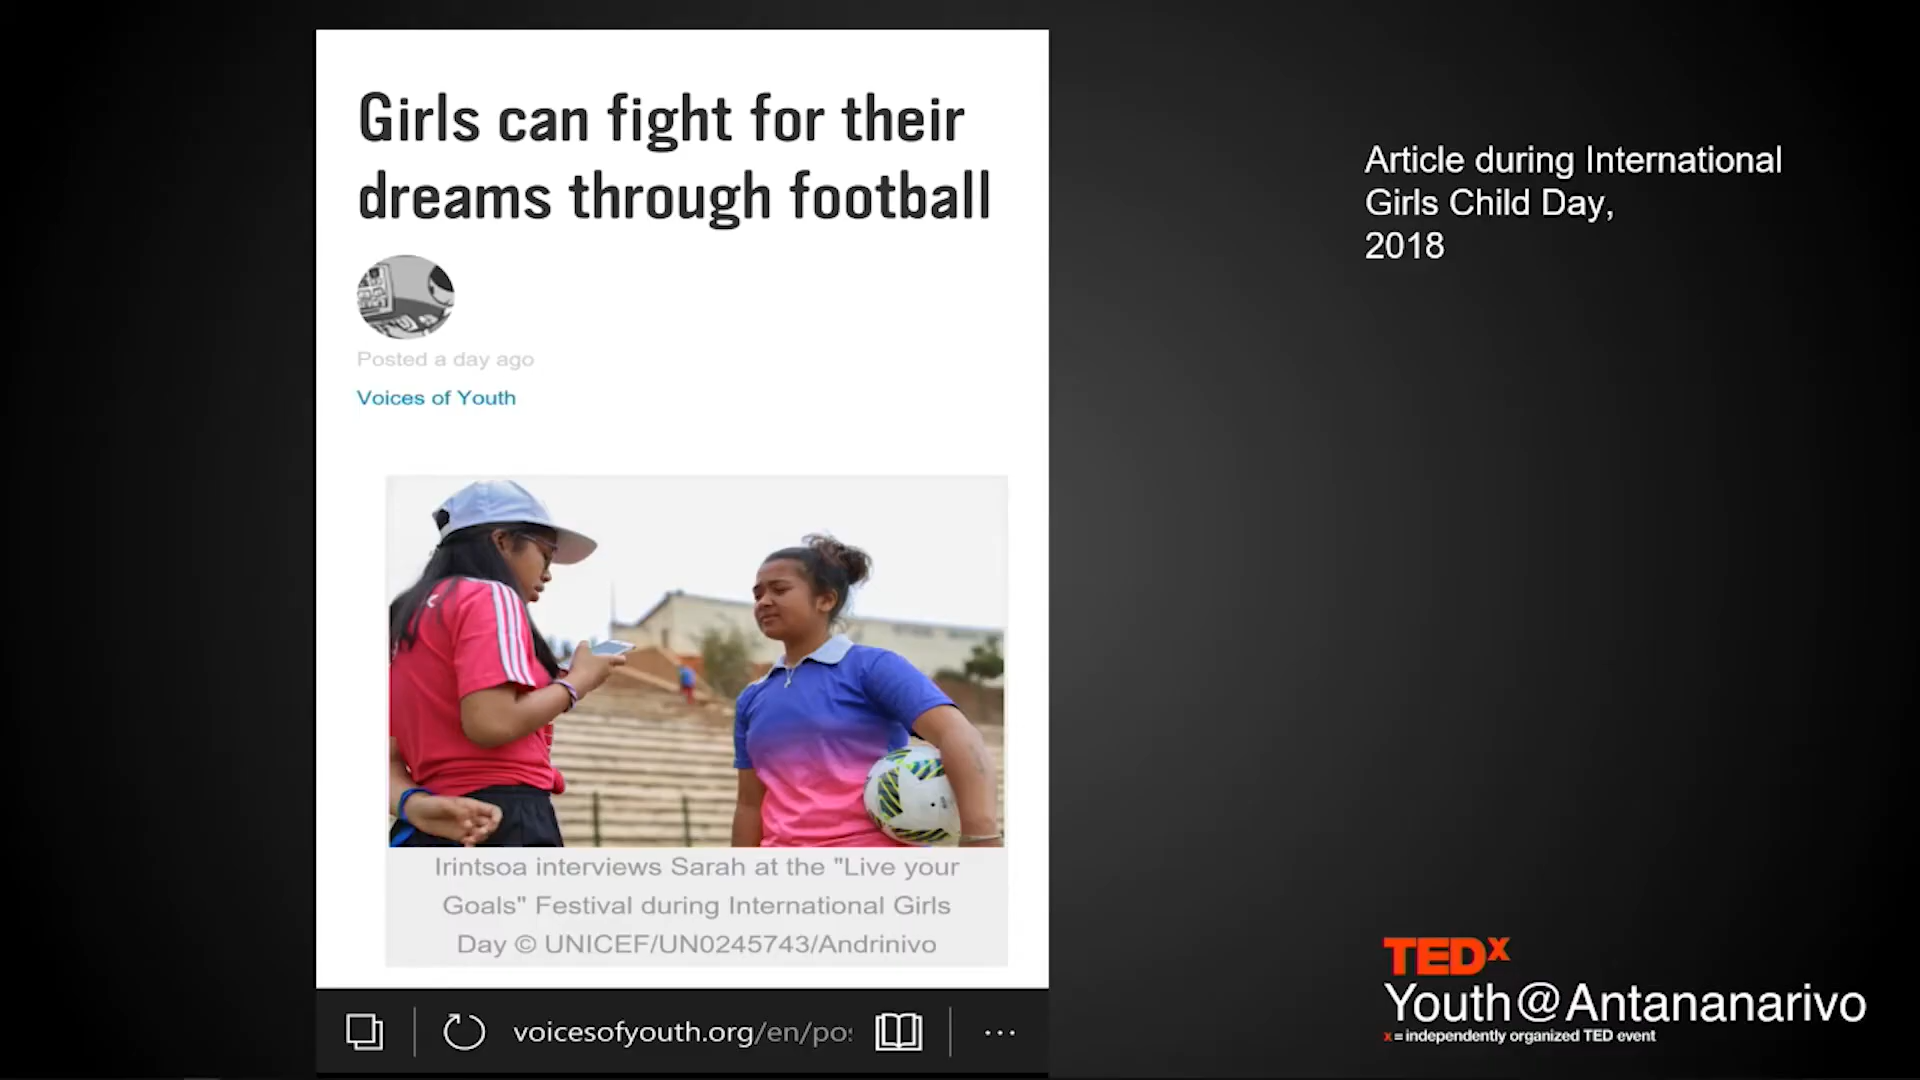 Girls can fight for their
dreams through football
Posted a day ago
Voices of Youth
Irintsoa interviews Sarah at the "Live your
Goals" Festival during International Girls
Day © UNICEF/UN0245743/Andrinivo
voicesofyouth.org/en/pos
Article during International
Girls Child Day,
2018
TEDx
Youth@Antananarivo
x = independently organized TED event